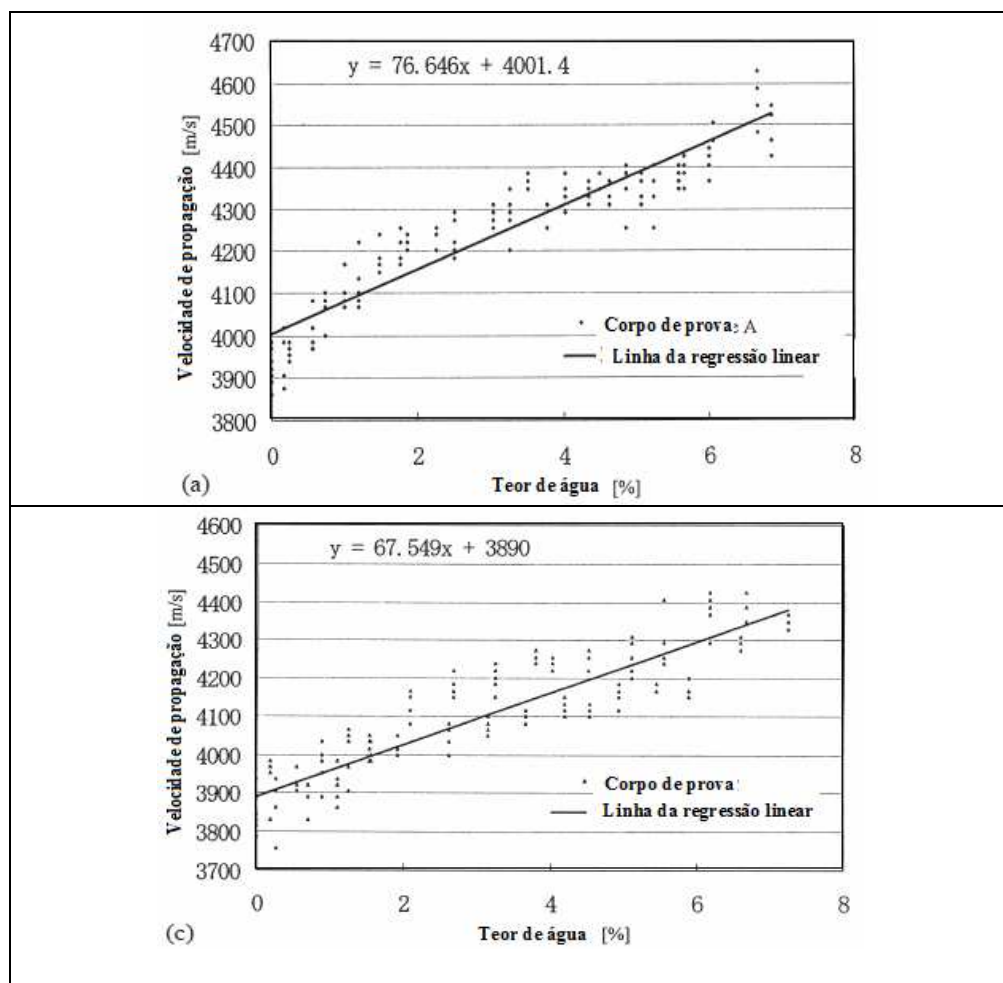 4700
4600
4500
4400
4300
4200
4100
4000
3900
3800
y = 76. 646x + 4001. 4
Velocidade de propagação [m/s]
Corpo de prova: A
Linha da regressão linear
0 2 4 6 8
(a)
Teor de água [%]
4600
4500
4400
4300
4200
4100
4000
3900
3800
3700
y = 67. 549x + 3890
Velocidade de propagação [m/s]
Corpo de prova
Linha da regressão linear
0 2 4 6 8
(c)
Teor de água [%]